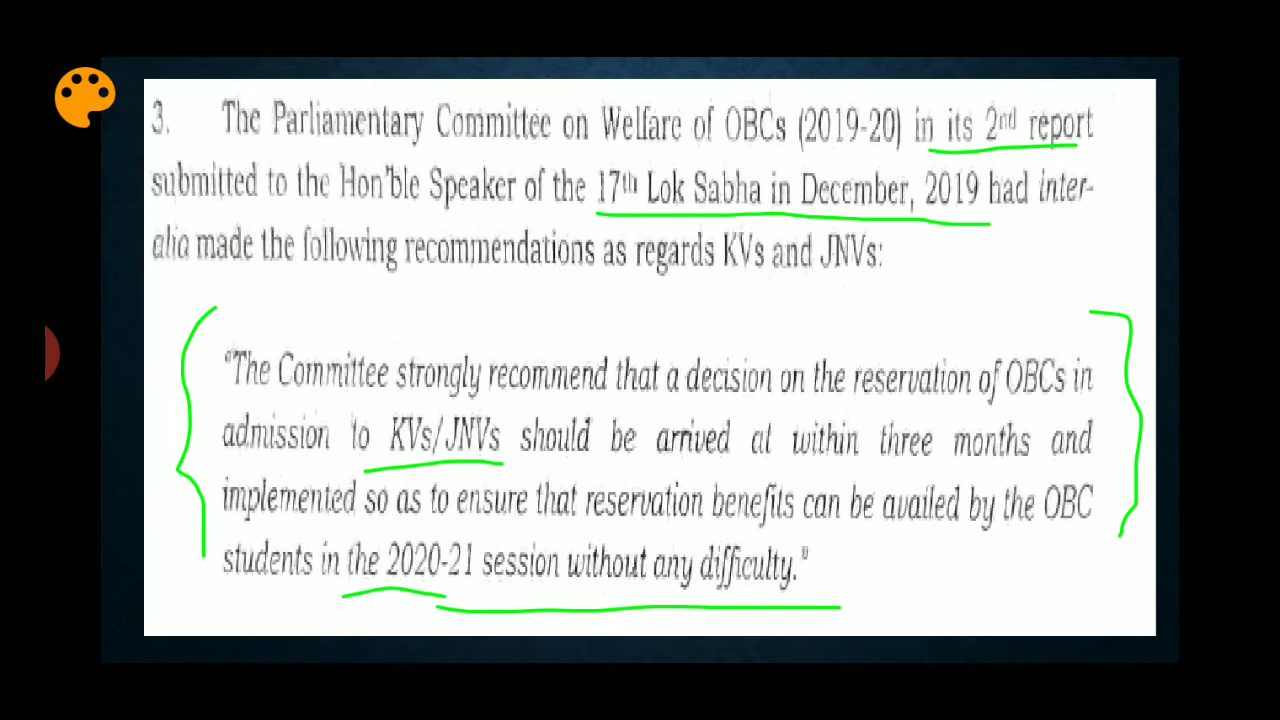 3. The Parliamentary Committee on Welfare of OBCs (2019-20) in its 2nd report
submitted to the Hon'ble Speaker of the 17th Lok Sabha in December, 2019 had inter-
alia made the following recommendations as regards KVs and JNVs:
"The Committee strongly recommend that a decision on the reservation of OBCs in
admission to KVs/JNVs should be arrived at within three months and
implemented so as to ensure that reservation benefits can be availed by the OBC
students in the 2020-21 session without any difficulty."